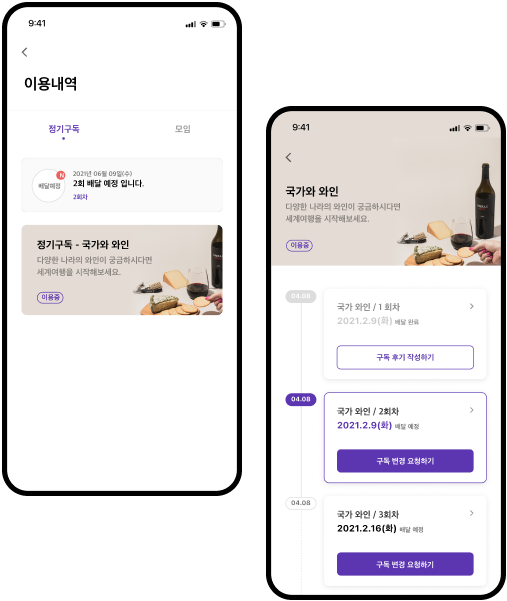 9:41
이용내역
정기구독
모임
배달예정
N
2021년 06월 09일(수)
2회 배달 예정 입니다.
2회차
정기구독 - 국가와 와인
다양한 나라의 와인이 궁금하시다면
세계여행을 시작해보세요.
이용중
9:41
국가와 와인
다양한 나라의 와인이 궁금하시다면
세계여행을 시작해보세요.
이용중
04.08
국가 와인 / 1 회차
2021.2.9(화) 배달 완료
구독 후기 작성하기
04.08
국가 와인 / 2회차
2021.2.9(화) 배달 예정
구독 변경 요청하기
04.08
국가 와인 / 3회차
2021.2.16(화) 배달 예정
구독 변경 요청하기